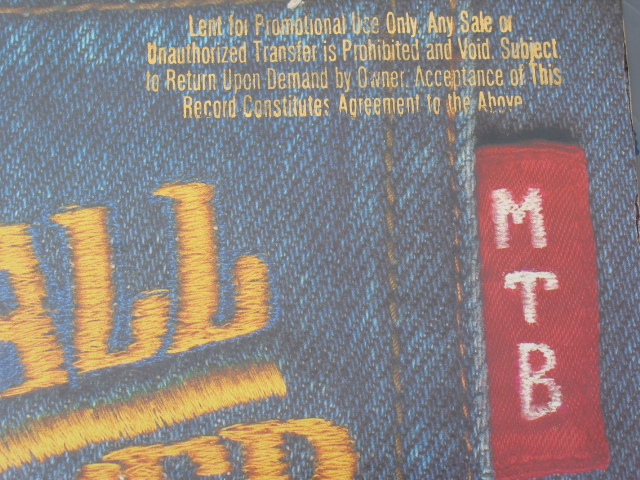 Lent for Promotional Use Only. Any Sale or
Unauthorized Transfer is Prohibited and Void. Subject
to Return Upon Demand by Owner. Acceptance of This
Record Constitutes Agreement to the Above.
ALL
M
T
B